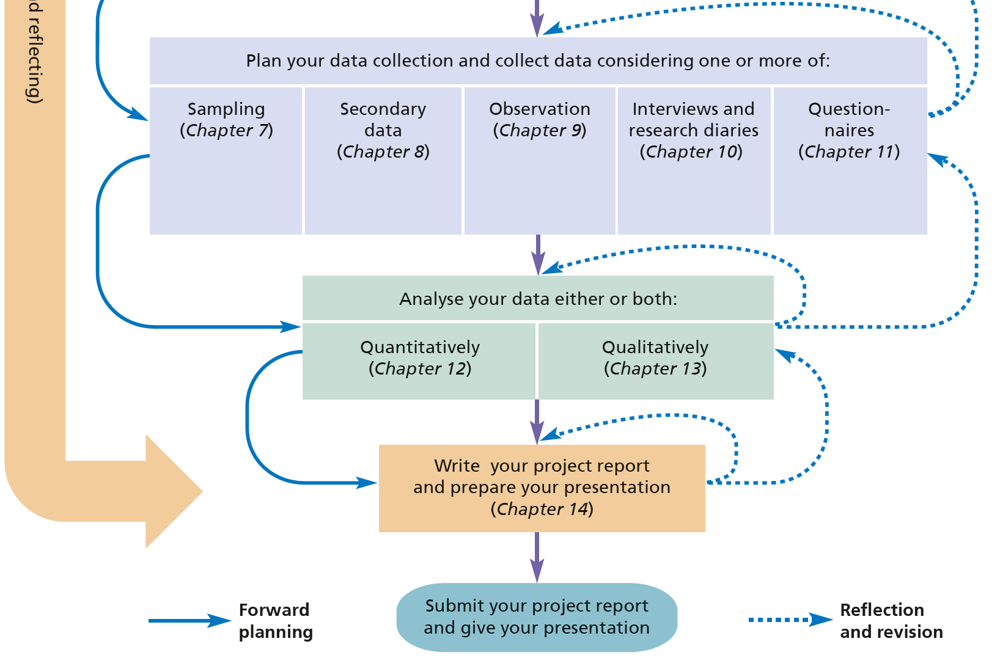 reflecting)
Plan your data collection and collect data considering one or more of:
Sampling
(Chapter 7)
Secondary
data
(Chapter 8)
Observation
(Chapter 9)
Interviews and
research diaries
(Chapter 10)
Question-
naires
(Chapter 11)
Analyse your data either or both:
Quantitatively
(Chapter 12)
Qualitatively
(Chapter 13)
Write your project report
and prepare your presentation
(Chapter 14)
Submit your project report
and give your presentation
Forward
planning
Reflection
and revision